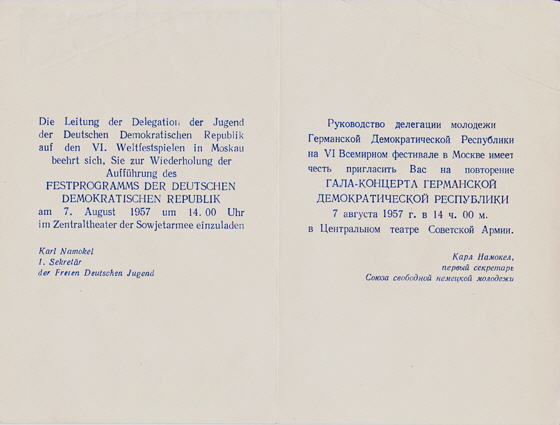 Die Leitung der Delegation der Jugend
der Deutschen Demokratischen Republik
auf den VI. Weltfestspielen in Moskau
beehrt sich, Sie zur Wiederholung der
Aufführung des
FESTPROGRAMMS DER DEUTSCHEN
DEMOKRATISCHEN REPUBLIK
am 7. August 1957 um 14.00 Uhr
im Zentraltheater der Sowjetarmee einzuladen
Karl Namokel
1. Sekretär
der Freien Deutschen Jugend
Руководство делегации молодежи
Германской Демократической Республики
на VI Всемирном фестивале в Москве имеет
честь пригласить Вас на повторение
ГАЛА-КОНЦЕРТА ГЕРМАНСКОЙ
ДЕМОКРАТИЧЕСКОЙ РЕСПУБЛИКИ
7 августа 1957 г. в 14 ч. 00 м.
в Центральном театре Советской Армии.
Карл Намокел,
первый секретарь
Союза свободной немецкой молодежи